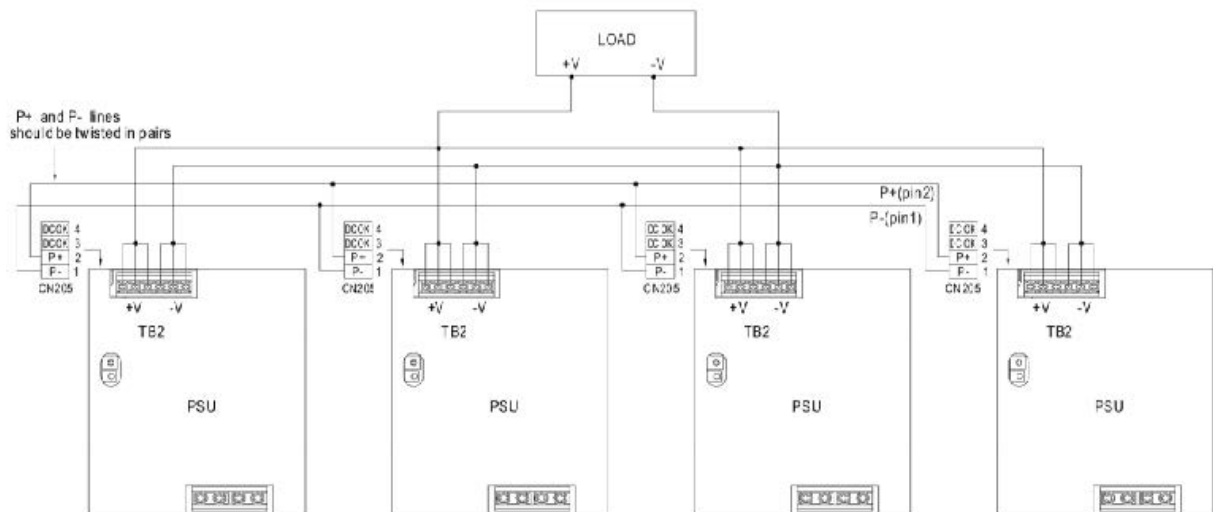 LOAD
+V -V
P+ and P- lines
should be twisted in pairs
P+(pin2)
P-(pin1)
DCOK 4
DCOK 3
P+ 2
P- 1
CN205
+V -V
TB2
PSU
DCOK 4
DCOK 3
P+ 2
P- 1
CN205
+V -V
TB2
PSU
DCOK 4
DCOK 3
P+ 2
P- 1
CN205
+V -V
TB2
PSU
DCOK 4
DCOK 3
P+ 2
P- 1
CN205
+V -V
TB2
PSU